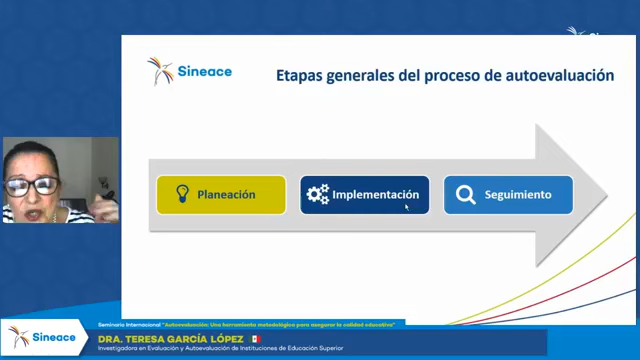 Sineace
Etapas generales del proceso de autoevaluación
Planeación
Implementación
Seguimiento
Seminario Internacional "Autoevaluación: Una herramienta metodológica para asegurar la calidad educativa"
Sineace
DRA. TERESA GARCÍA LÓPEZ
Investigadora en Evaluación y Autoevaluación de Instituciones de Educación Superior